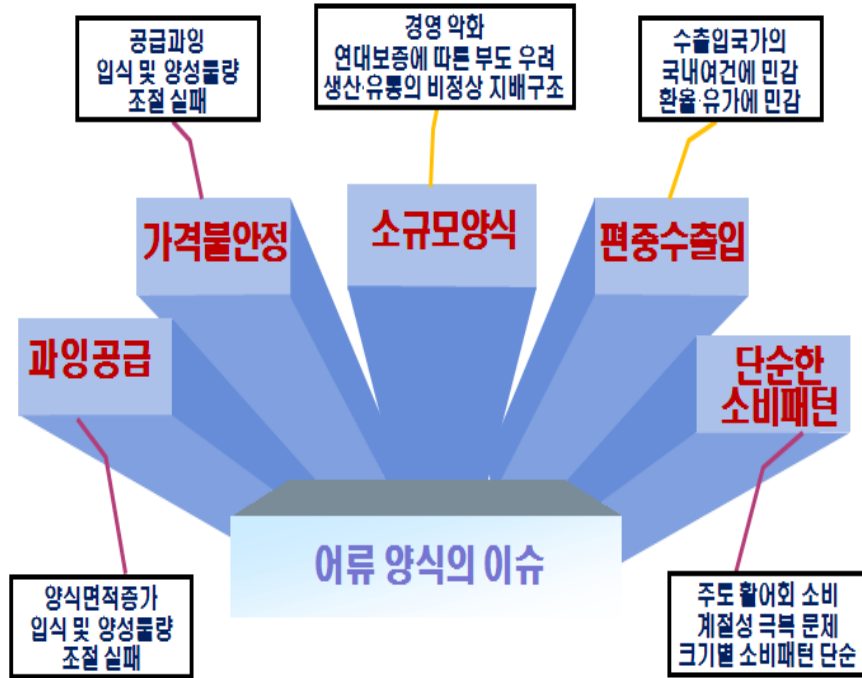 공급과잉
입식 및 양성물량
조절 실패
경영 악화
연대보증에 따른 부도 우려
생산·유통의 비정상 지배구조
수출입국가의
국내여건에 민감
환율·유가에 민감
가격불안정
소규모양식
편중수출입
과잉공급
단순한
소비패턴
어류 양식의 이슈
양식면적증가
입식 및 양성물량
조절 실패
주도 활어회 소비
계절성 극복 문제
크기별 소비패턴 단순